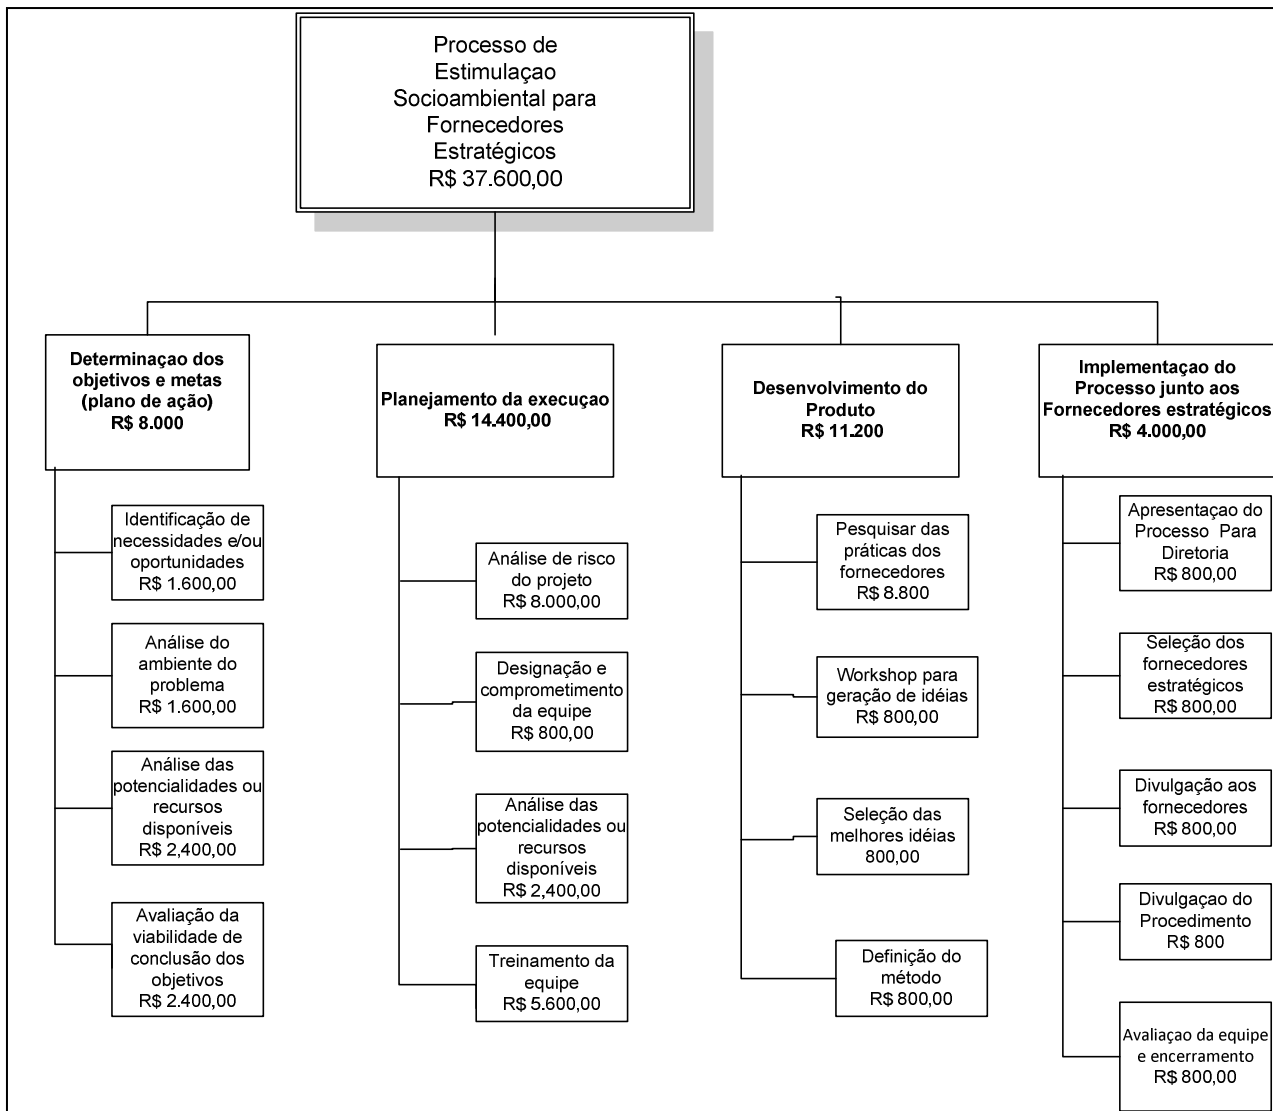 Processo de
Estimulaçao
Socioambiental para
Fornecedores
Estratégicos
R$ 37.600,00
Determinaçao dos
objetivos e metas
(plano de ação)
R$ 8.000
Identificação de
necessidades e/ou
oportunidades
R$ 1.600,00
Análise do
ambiente do
problema
R$ 1.600,00
Análise das
potencialidades ou
recursos
disponíveis
R$ 2,400,00
Avaliação da
viabilidade de
conclusão dos
objetivos
R$ 2.400,00
Planejamento da execuçao
R$ 14.400,00
Análise de risco
do projeto
R$ 8.000,00
Designação e
comprometimento
da equipe
R$ 800,00
Análise das
potencialidades ou
recursos
disponíveis
R$ 2,400,00
Treinamento da
equipe
R$ 5.600,00
Desenvolvimento do
Produto
R$ 11.200
Pesquisar das
práticas dos
fornecedores
R$ 8.800
Workshop para
geração de idéias
R$ 800,00
Seleção das
melhores idéias
800,00
Definição do
método
R$ 800,00
Implementaçao do
Processo junto aos
Fornecedores estratégicos
R$ 4.000,00
Apresentaçao do
Processo Para
Diretoria
R$ 800,00
Seleção dos
fornecedores
estratégicos
R$ 800,00
Divulgação aos
fornecedores
R$ 800,00
Divulgaçao do
Procedimento
R$ 800
Avaliaçao da equipe
e encerramento
R$ 800,00